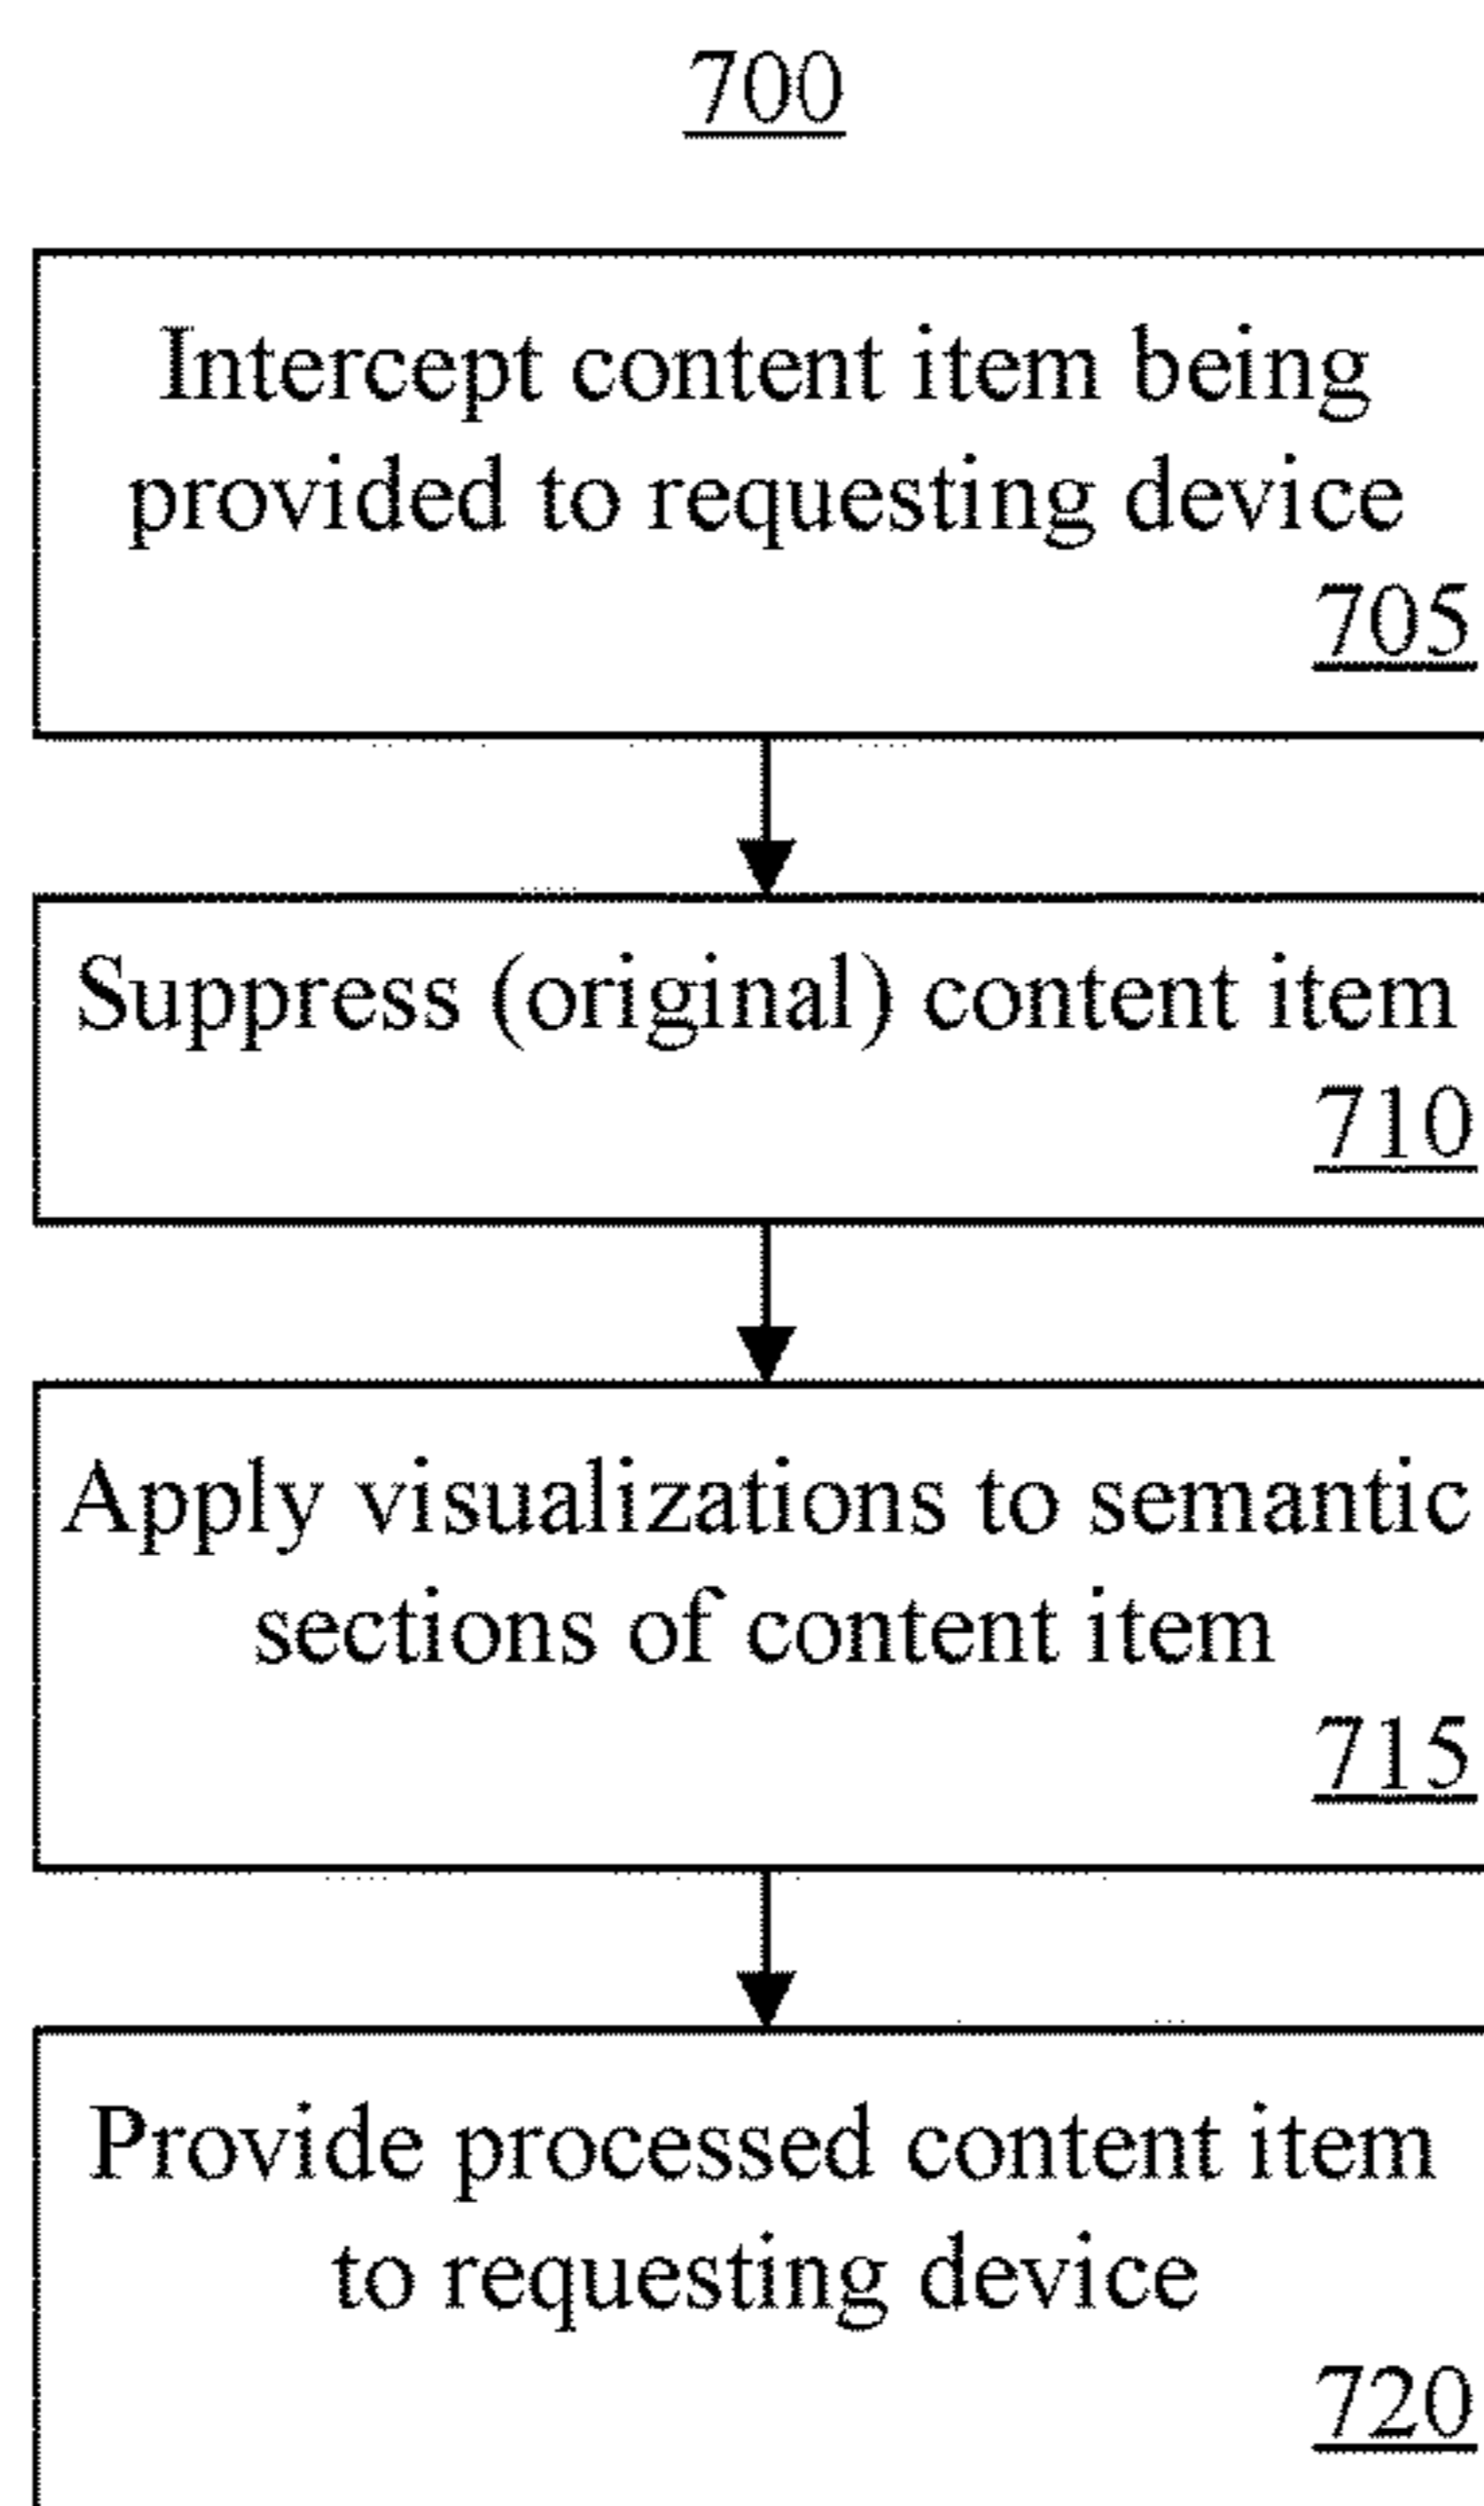 700
Intercept content item being
provided to requesting device
705
Suppress (original) content item
710
Apply visualizations to semantic
sections of content item
715
Provide processed content item
to requesting device
720